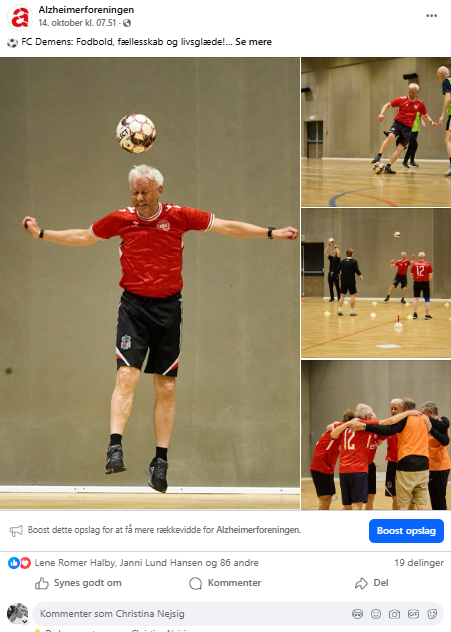 Alzheimerforeningen
14. oktober kl. 07.51 ·
FC Demens: Fodbold, fællesskab og livsglæde!... Se mere
SELECT
12
12
Boost dette opslag for at få mere rækkevidde for Alzheimerforeningen.
Boost opslag
Lene Romer Halby, Janni Lund Hansen og 86 andre
19 delinger
Synes godt om
Kommenter
Del
Kommenter som Christina Nejsig